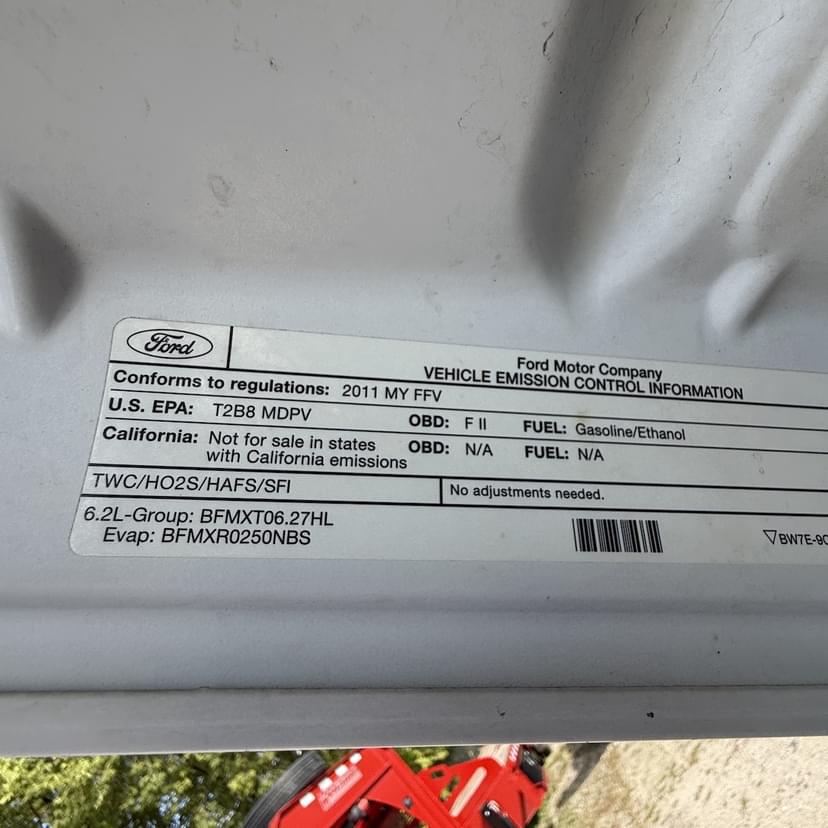 Ford
Ford Motor Company
VEHICLE EMISSION CONTROL INFORMATION
Conforms to regulations: 2011 MY FFV
U.S. EPA: T2B8 MDPV OBD: F II FUEL: Gasoline/Ethanol
California: Not for sale in states with California emissions OBD: N/A FUEL: N/A
TWC/HO2S/HAFS/SFI
No adjustments needed.
6.2L-Group: BFMXT06.27HL
Evap: BFMXR0250NBS
BW7E-9C